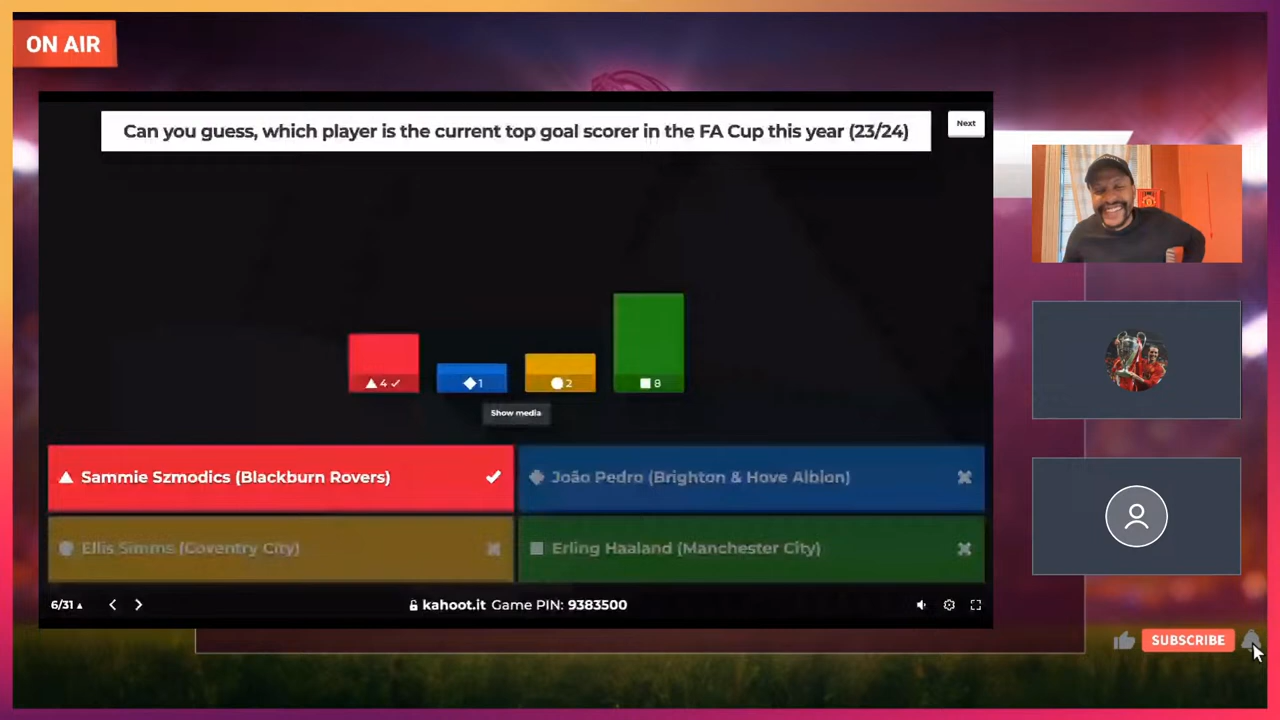 ON AIR
Can you guess, which player is the current top goal scorer in the FA Cup this year (23/24)
Next
4
1
2
8
Show media
Sammie Szmodics (Blackburn Rovers)
João Pedro (Brighton & Hove Albion)
Ellis Simms (Coventry City)
Erling Haaland (Manchester City)
6/31
kahoot.it Game PIN: 9383500
SUBSCRIBE